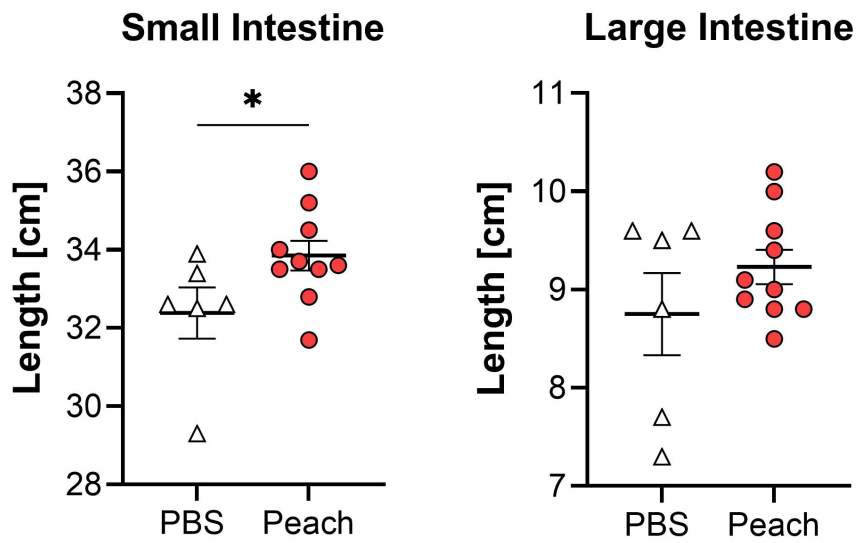 Small Intestine
Length [cm]
38
36
34
32
30
28
*
PBS Peach
Large Intestine
Length [cm]
11
10
9
8
7
PBS Peach